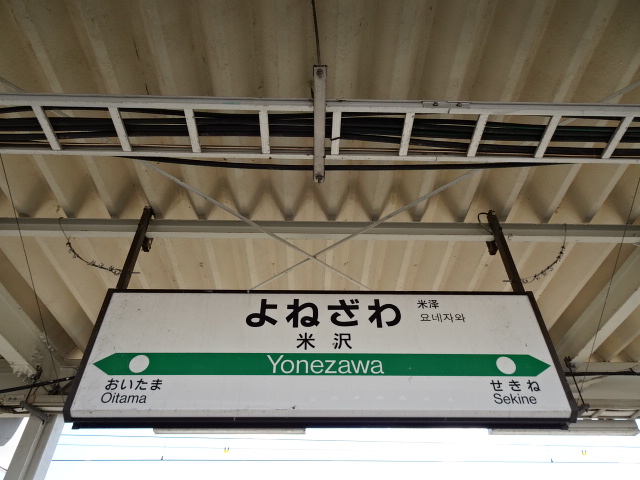 よねざわ
米泽
요네자와
米沢
Yonezawa
おいたま
Oitama
せきね
Sekine